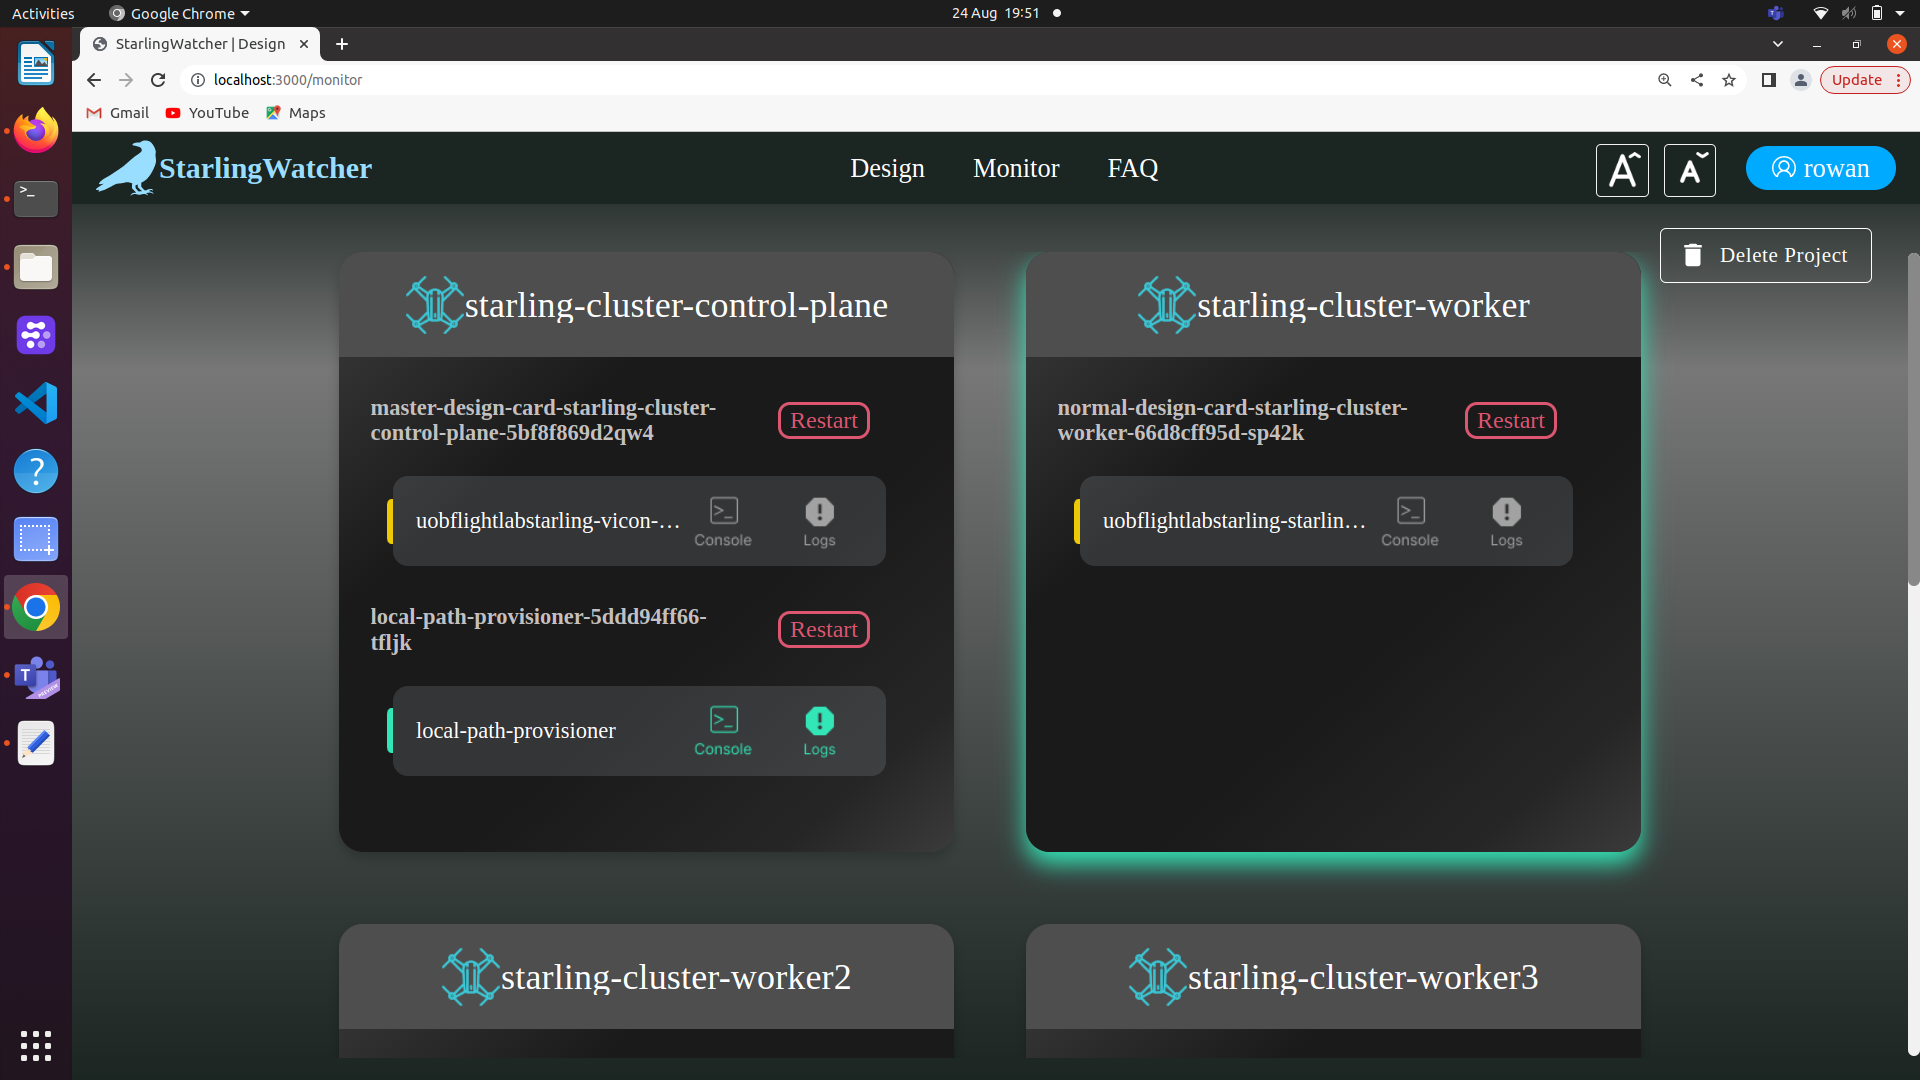 Activities
Google Chrome
24 Aug 19:51
StarlingWatcher | Design
localhost:3000/monitor
Update
Gmail
YouTube
Maps
StarlingWatcher
Design
Monitor
FAQ
A
A
rowan
Delete Project
starling-cluster-control-plane
master-design-card-starling-cluster-
control-plane-5bf8f869d2qw4
Restart
uobflightlabstarling-vicon-…
Console
Logs
local-path-provisioner-5ddd94ff66-
tfljk
Restart
local-path-provisioner
Console
Logs
starling-cluster-worker
normal-design-card-starling-cluster-
worker-66d8cff95d-sp42k
Restart
uobflightlabstarling-starlin…
Console
Logs
starling-cluster-worker2
starling-cluster-worker3